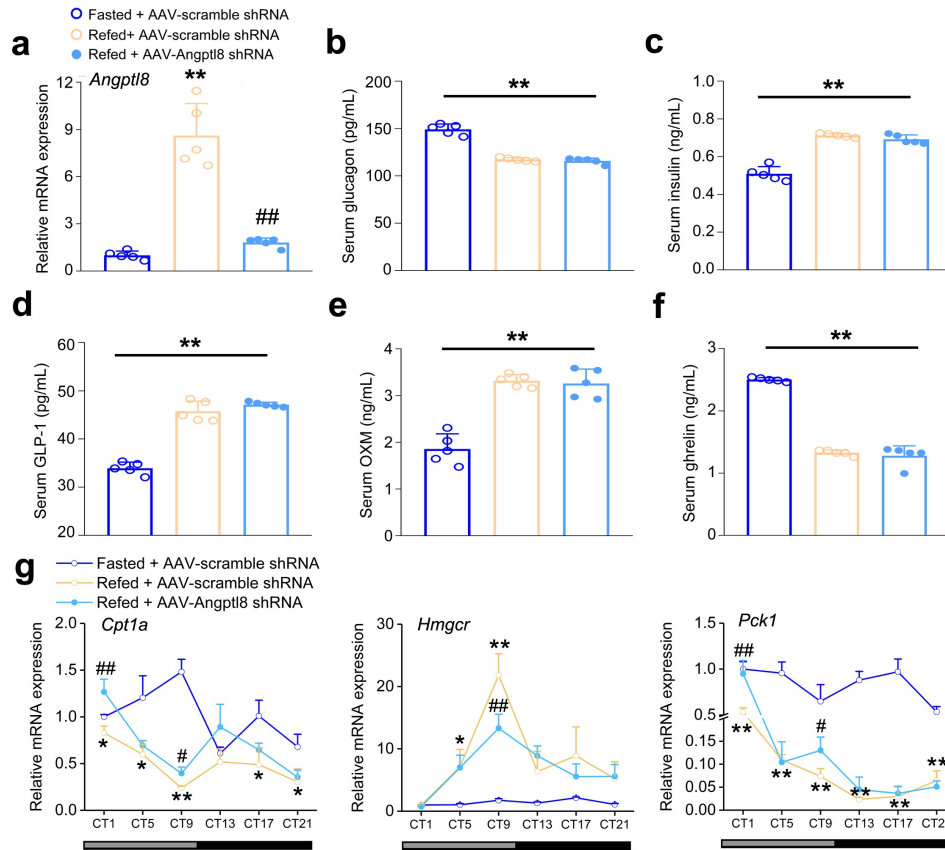 Fasted + AAV-scramble shRNA
Refed+ AAV-scramble shRNA
Refed + AAV-Angptl8 shRNA
a
Angptl8
**
##
Relative mRNA expression
12
9
6
3
0
b
**
Serum glucagon (pg/mL)
200
150
100
50
0
c
**
Serum insulin (ng/mL)
1.0
0.8
0.6
0.4
0.2
0.0
d
**
Serum GLP-1 (pg/mL)
60
50
40
30
20
e
**
Serum OXM (ng/mL)
4
3
2
1
0
f
**
Serum ghrelin (ng/mL)
3
2
1
0
g
Fasted + AAV-scramble shRNA
Refed + AAV-scramble shRNA
Refed + AAV-Angptl8 shRNA
Cpt1a
Relative mRNA expression
2.0
1.5
1.0
0.5
0.0
##
*
*
#
**
*
*
CT1 CT5 CT9 CT13 CT17 CT21
Hmgcr
Relative mRNA expression
30
20
10
0
*
**
##
CT1 CT5 CT9 CT13 CT17 CT21
Pck1
Relative mRNA expression
1.5
1.0
0.5
0.15
0.10
0.05
0.00
##
**
**
#
**
**
**
**
CT1 CT5 CT9 CT13 CT17 CT2